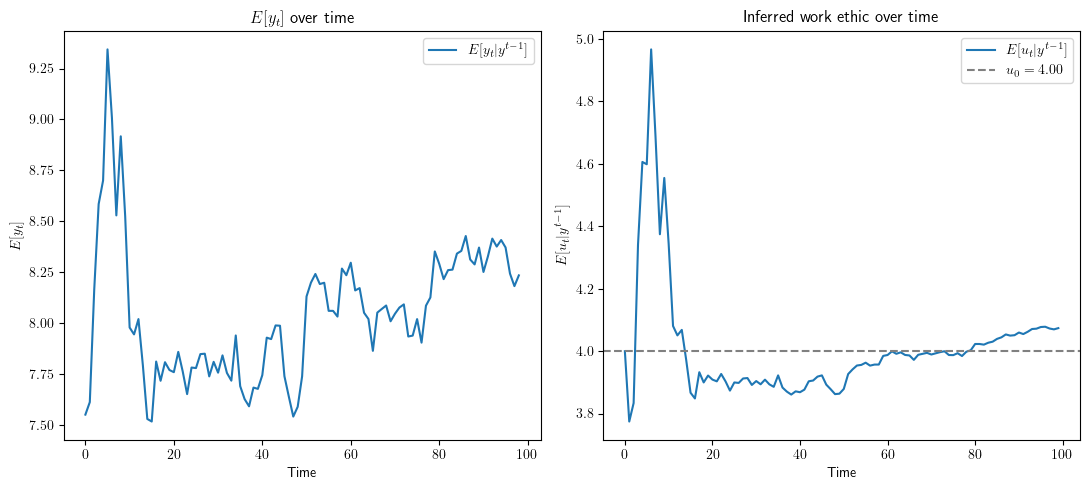 E[y_t] over time
E[y_t|y^{t-1}]
9.25
9.00
8.75
8.50
8.25
8.00
7.75
7.50
E[y_t]
0 20 40 60 80 100
Time
Inferred work ethic over time
E[u_t|y^{t-1}]
u_0 = 4.00
5.0
4.8
4.6
4.4
4.2
4.0
3.8
E[u_t|y^{t-1}]
0 20 40 60 80 100
Time